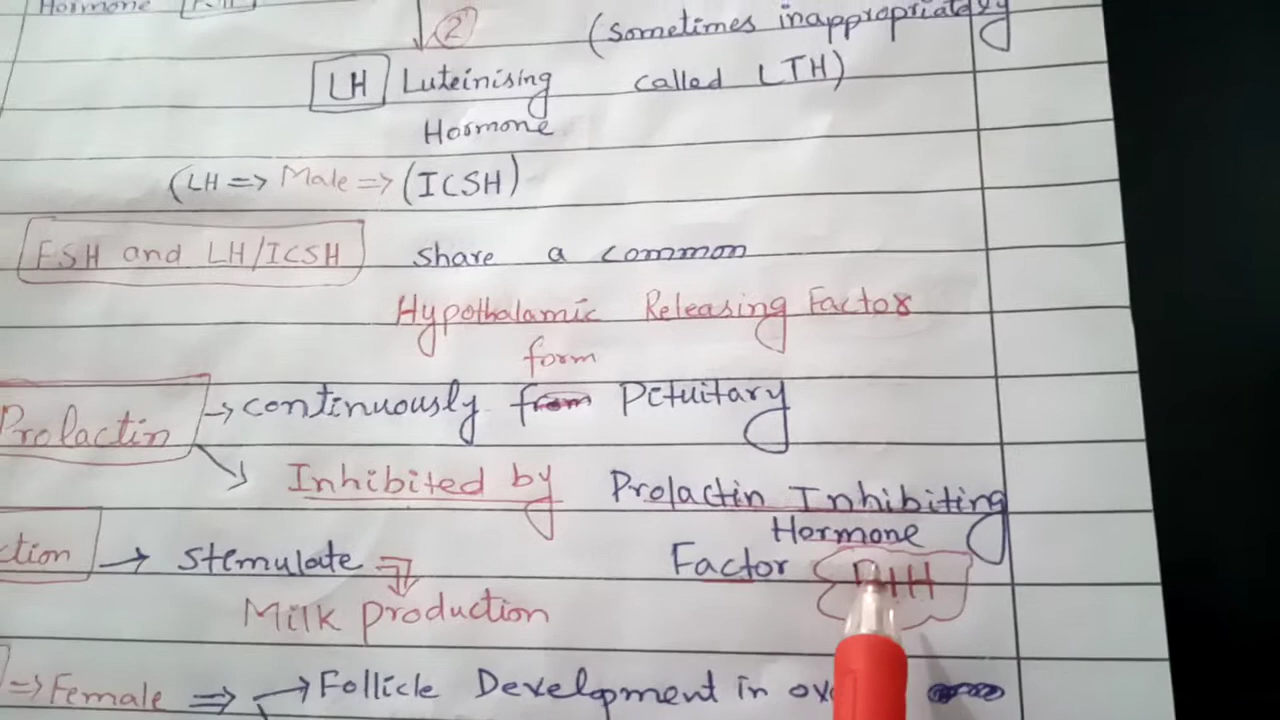 Hormone
② (sometimes inappropriately
LH Luteinising called LTH)
Hormone
(LH => Male => (ICSH)
FSH and LH/ICSH share a common
Hypothalamic Releasing Factor
form
Prolactin → continuously from Pituitary
→ Inhibited by Prolactin Inhibiting
Hormone
ction → stimulate Factor PIH
Milk production
=> Female => → Follicle Development in